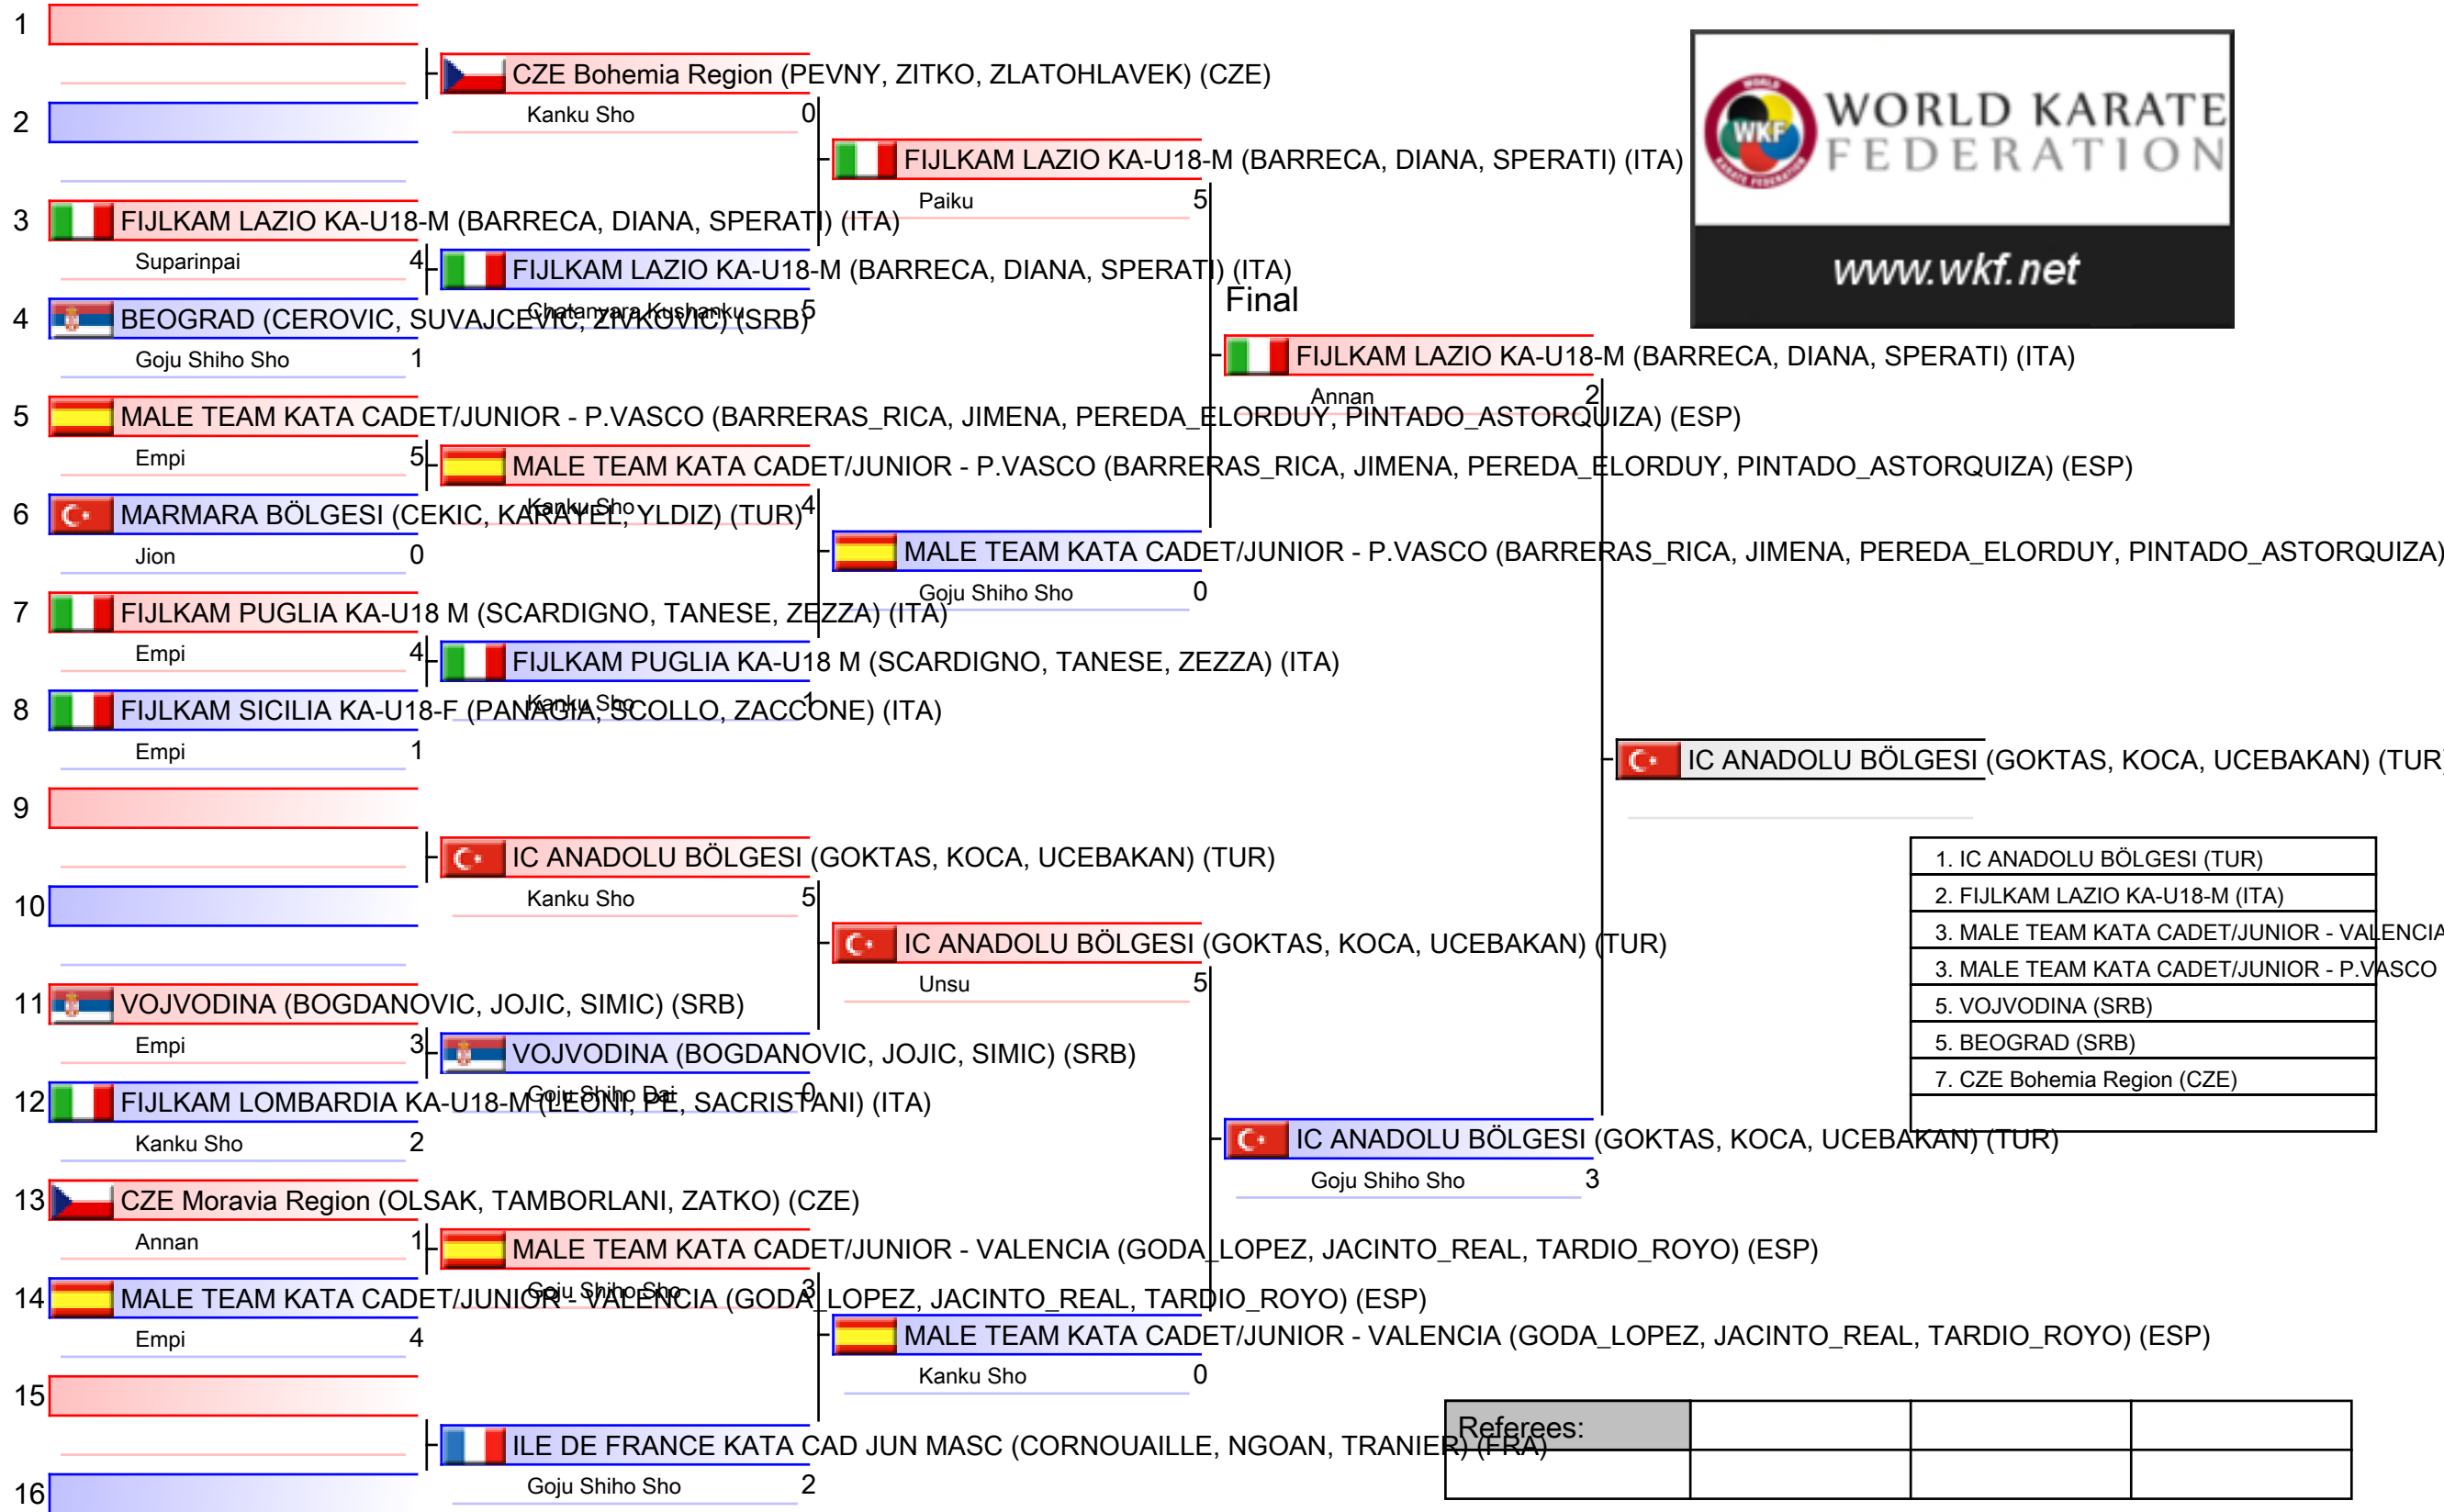 1
CZE Bohemia Region (PEVNY, ZITKO, ZLATOHLAVEK) (CZE)
Kanku Sho 0
2
FIJLKAM LAZIO KA-U18-M (BARRECA, DIANA, SPERATI) (ITA)
Paiku 5
3 FIJLKAM LAZIO KA-U18-M (BARRECA, DIANA, SPERATI) (ITA)
Suparinpai 4
FIJLKAM LAZIO KA-U18-M (BARRECA, DIANA, SPERATI) (ITA)
Chatanyara Kushanku 5
4 BEOGRAD (CEROVIC, SUVAJCEVIC, ZIVKOVIC) (SRB)
Goju Shiho Sho 1
Final
FIJLKAM LAZIO KA-U18-M (BARRECA, DIANA, SPERATI) (ITA)
Annan 2
5 MALE TEAM KATA CADET/JUNIOR - P.VASCO (BARRERAS_RICA, JIMENA, PEREDA_ELORDUY, PINTADO_ASTORQUIZA) (ESP)
Empi 5
MALE TEAM KATA CADET/JUNIOR - P.VASCO (BARRERAS_RICA, JIMENA, PEREDA_ELORDUY, PINTADO_ASTORQUIZA) (ESP)
Kanku Sho 4
6 MARMARA BÖLGESI (CEKIC, KARAYEL, YLDIZ) (TUR)
Jion 0
MALE TEAM KATA CADET/JUNIOR - P.VASCO (BARRERAS_RICA, JIMENA, PEREDA_ELORDUY, PINTADO_ASTORQUIZA)
Goju Shiho Sho 0
7 FIJLKAM PUGLIA KA-U18 M (SCARDIGNO, TANESE, ZEZZA) (ITA)
Empi 4
FIJLKAM PUGLIA KA-U18 M (SCARDIGNO, TANESE, ZEZZA) (ITA)
Kanku Sho 1
8 FIJLKAM SICILIA KA-U18-F (PANAGIA, SCOLLO, ZACCONE) (ITA)
Empi 1
IC ANADOLU BÖLGESI (GOKTAS, KOCA, UCEBAKAN) (TUR)
9
IC ANADOLU BÖLGESI (GOKTAS, KOCA, UCEBAKAN) (TUR)
Kanku Sho 5
10
IC ANADOLU BÖLGESI (GOKTAS, KOCA, UCEBAKAN) (TUR)
Unsu 5
11 VOJVODINA (BOGDANOVIC, JOJIC, SIMIC) (SRB)
Empi 3
VOJVODINA (BOGDANOVIC, JOJIC, SIMIC) (SRB)
Goju Shiho Dai 0
12 FIJLKAM LOMBARDIA KA-U18-M (LEONI, PE, SACRISTANI) (ITA)
Kanku Sho 2
IC ANADOLU BÖLGESI (GOKTAS, KOCA, UCEBAKAN) (TUR)
Goju Shiho Sho 3
13 CZE Moravia Region (OLSAK, TAMBORLANI, ZATKO) (CZE)
Annan 1
MALE TEAM KATA CADET/JUNIOR - VALENCIA (GODA_LOPEZ, JACINTO_REAL, TARDIO_ROYO) (ESP)
Goju Shiho Sho 3
14 MALE TEAM KATA CADET/JUNIOR - VALENCIA (GODA_LOPEZ, JACINTO_REAL, TARDIO_ROYO) (ESP)
Empi 4
MALE TEAM KATA CADET/JUNIOR - VALENCIA (GODA_LOPEZ, JACINTO_REAL, TARDIO_ROYO) (ESP)
Kanku Sho 0
15
ILE DE FRANCE KATA CAD JUN MASC (CORNOUAILLE, NGOAN, TRANIER) (FRA)
Goju Shiho Sho 2
16
WORLD
WKF
KARATE FEDERATION
WORLD KARATE
FEDERATION
www.wkf.net
1. IC ANADOLU BÖLGESI (TUR)
2. FIJLKAM LAZIO KA-U18-M (ITA)
3. MALE TEAM KATA CADET/JUNIOR - VALENCIA
3. MALE TEAM KATA CADET/JUNIOR - P.VASCO
5. VOJVODINA (SRB)
5. BEOGRAD (SRB)
7. CZE Bohemia Region (CZE)
Referees: